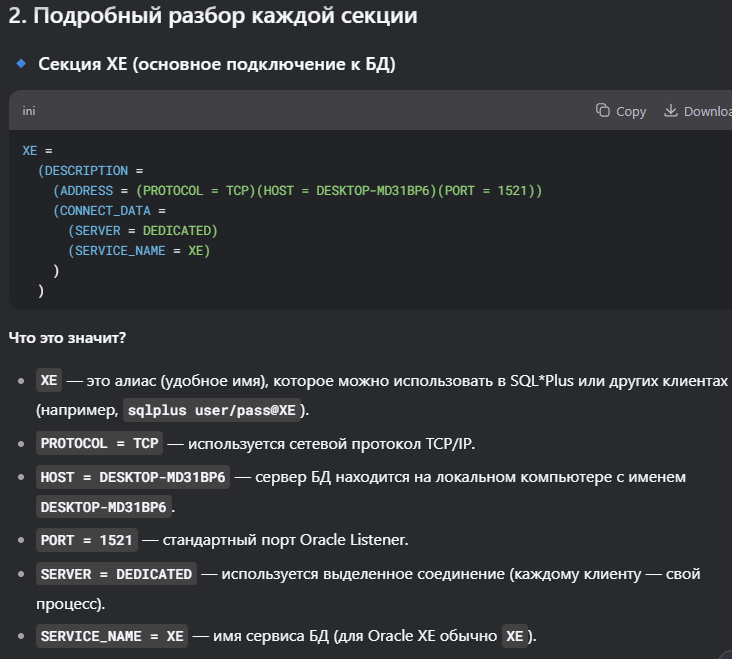 2. Подробный разбор каждой секции
Секция XE (основное подключение к БД)
ini Copy Downloa
XE =
(DESCRIPTION =
(ADDRESS = (PROTOCOL = TCP)(HOST = DESKTOP-MD31BP6)(PORT = 1521))
(CONNECT_DATA =
(SERVER = DEDICATED)
(SERVICE_NAME = XE)
)
)
Что это значит?
XE — это алиас (удобное имя), которое можно использовать в SQL*Plus или других клиентах
(например, sqlplus user/pass@XE).
PROTOCOL = TCP — используется сетевой протокол TCP/IP.
HOST = DESKTOP-MD31BP6 — сервер БД находится на локальном компьютере с именем
DESKTOP-MD31BP6.
PORT = 1521 — стандартный порт Oracle Listener.
SERVER = DEDICATED — используется выделенное соединение (каждому клиенту — свой
процесс).
SERVICE_NAME = XE — имя сервиса БД (для Oracle XE обычно XE).